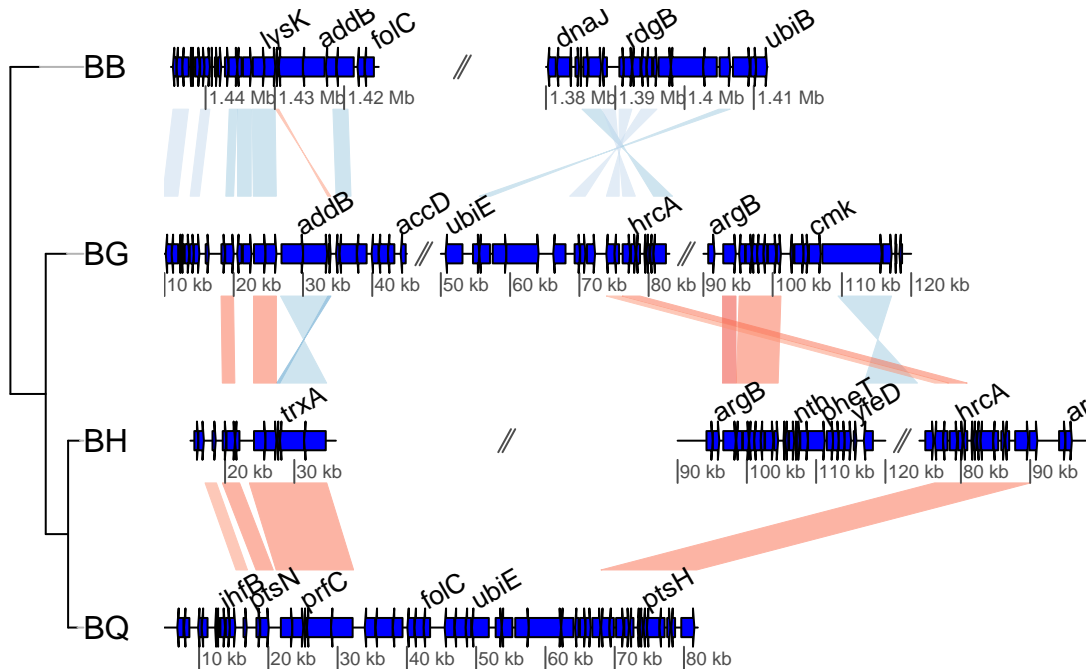 lysK addB folC dnaJ rdgB ubiB
BB //
1.44 Mb 1.43 Mb 1.42 Mb 1.38 Mb 1.39 Mb 1.4 Mb 1.41 Mb
addB accD ubiE hrcA argB cmk
BG // //
10 kb 20 kb 30 kb 40 kb 50 kb 60 kb 70 kb 80 kb 90 kb 100 kb 110 kb 120 kb
trxA argB nth pheT yfeD hrcA ar
BH // //
20 kb 30 kb 90 kb 100 kb 110 kb 120 kb 80 kb 90 kb
ihfB ptsN prfC folC ubiE ptsH
BQ
10 kb 20 kb 30 kb 40 kb 50 kb 60 kb 70 kb 80 kb